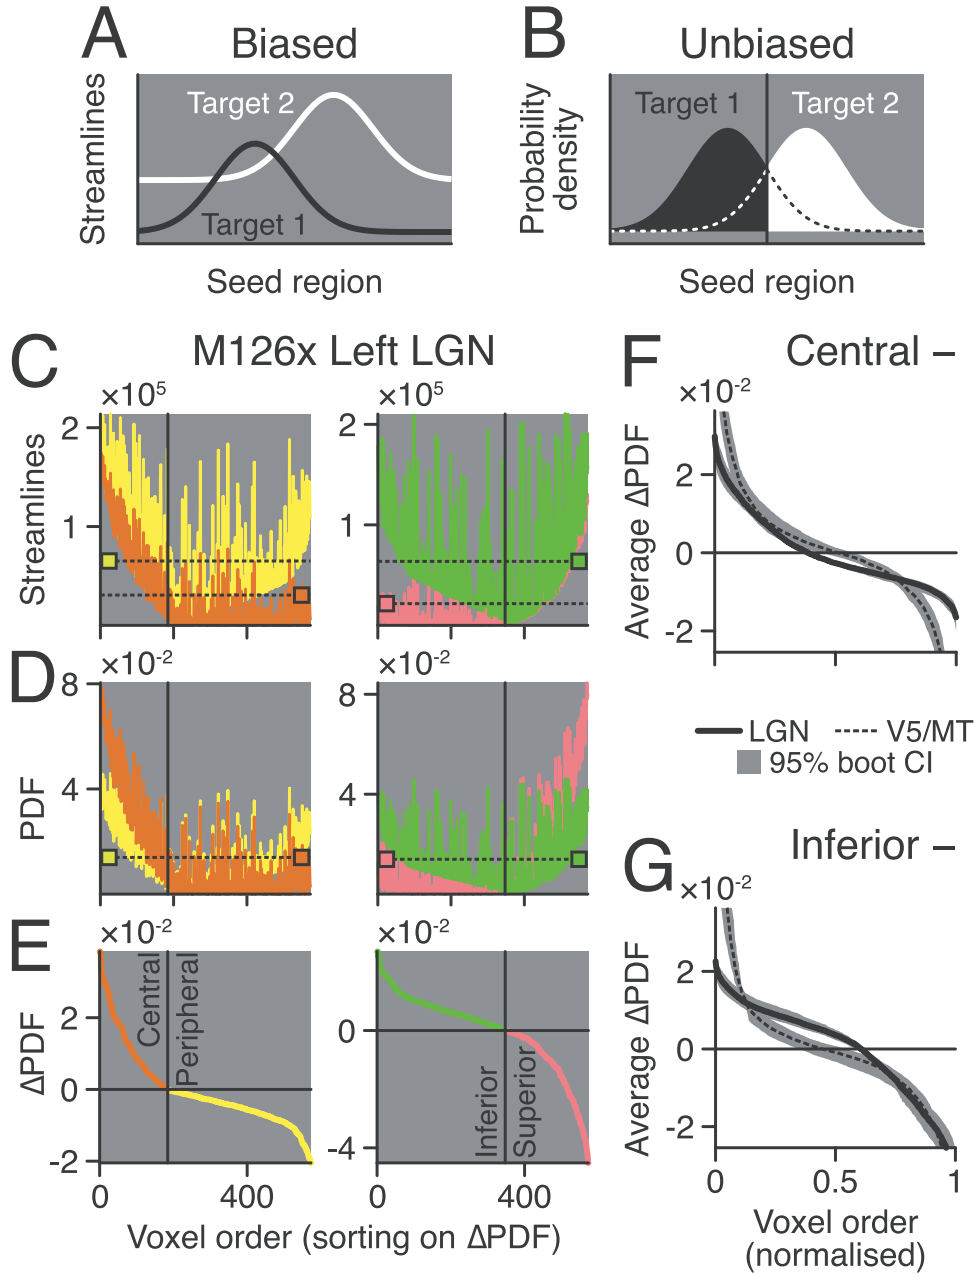 A
Biased
Streamlines
Target 2
Target 1
Seed region
B
Unbiased
Probability
density
Target 1
Target 2
Seed region
C
M126x Left LGN
×10⁵
×10⁵
Streamlines
2
1
2
1
D
×10⁻²
×10⁻²
PDF
8
4
8
4
E
×10⁻²
×10⁻²
ΔPDF
2
0
-2
Central
Peripheral
0
-4
Inferior
Superior
0
400
0
400
Voxel order (sorting on ΔPDF)
F
Central –
×10⁻²
Average ΔPDF
2
0
-2
LGN
V5/MT
95% boot CI
G
Inferior –
×10⁻²
Average ΔPDF
2
0
-2
0
0.5
1
Voxel order
(normalised)